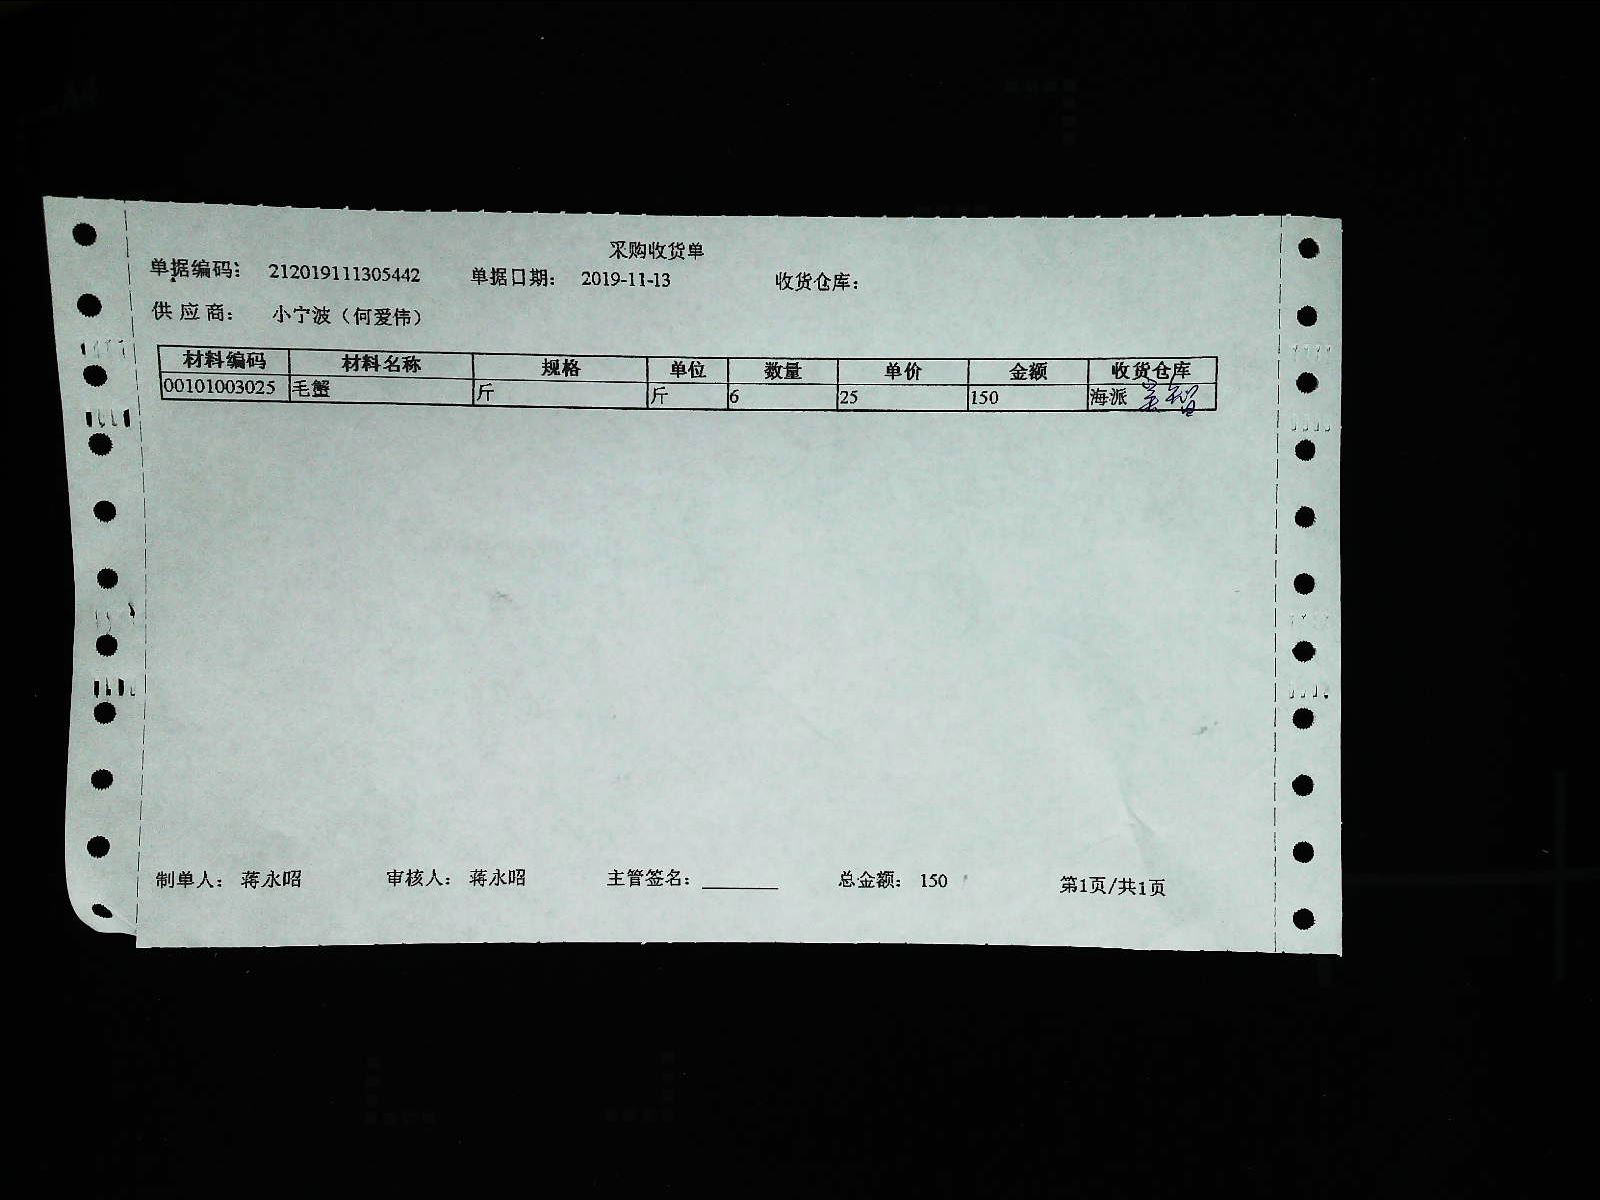 采购收货单
单据编码: 212019111305442 单据日期: 2019-11-13 收货仓库:
供应商: 小宁波（何爱伟）
材料编码 材料名称 规格 单位 数量 单价 金额 收货仓库
00101003025 毛蟹 斤 斤 6 25 150 海派
制单人: 蒋永昭 审核人: 蒋永昭 主管签名: 总金额: 150 第1页/共1页